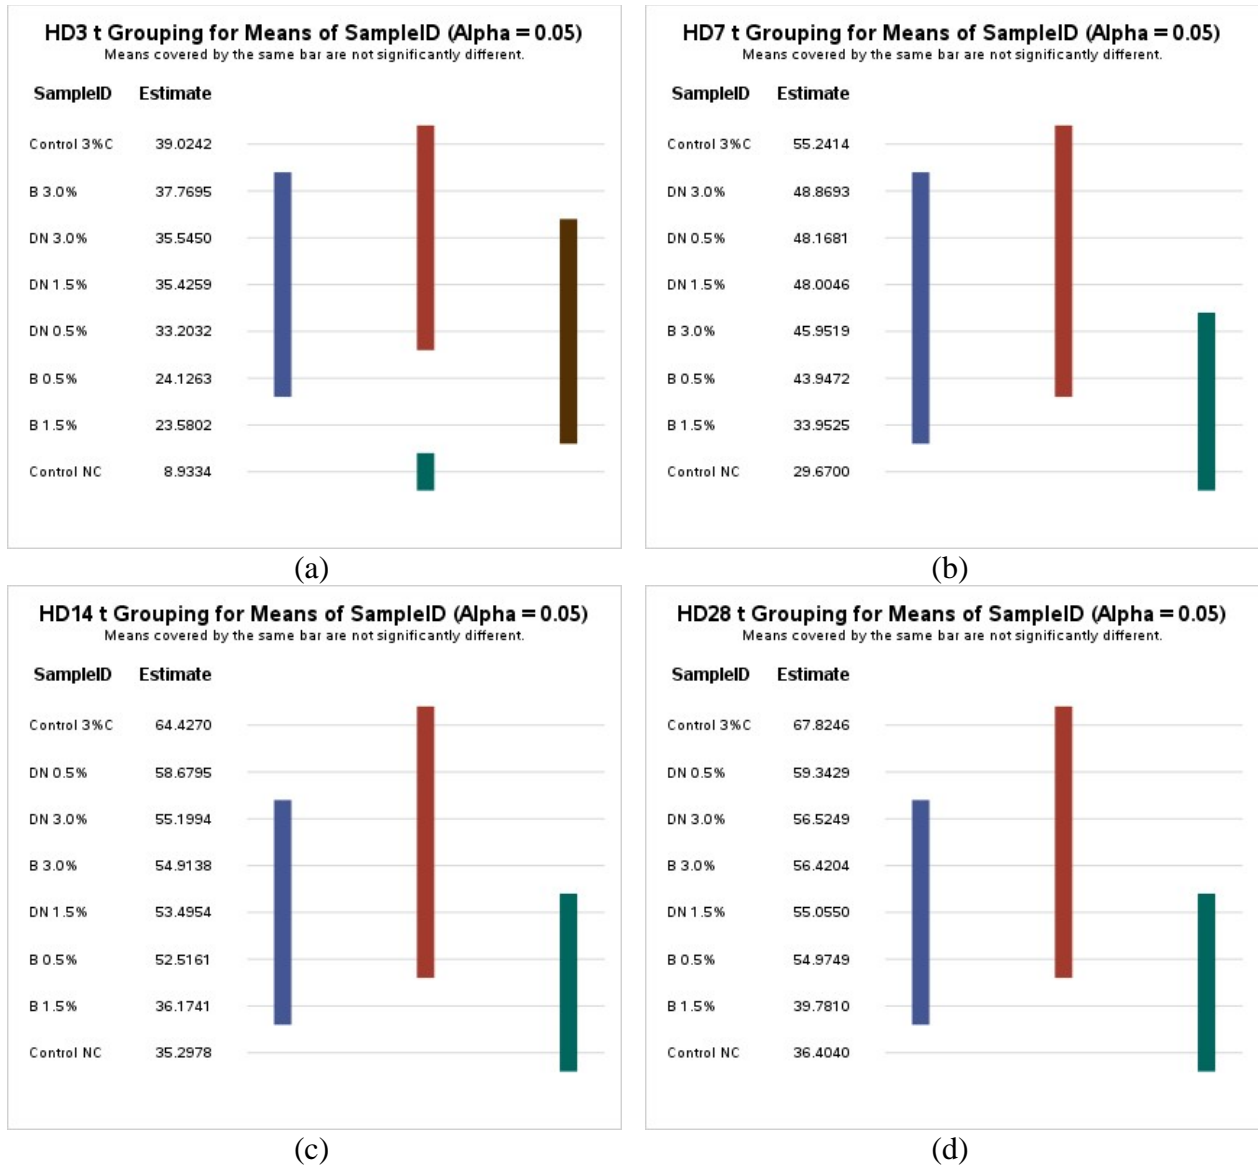 HD3 t Grouping for Means of SampleID (Alpha = 0.05)
Means covered by the same bar are not significantly different.
SampleID Estimate
Control 3%C 39.0242
B 3.0% 37.7695
DN 3.0% 35.5450
DN 1.5% 35.4259
DN 0.5% 33.2032
B 0.5% 24.1263
B 1.5% 23.5802
Control NC 8.9334
(a)
HD7 t Grouping for Means of SampleID (Alpha = 0.05)
Means covered by the same bar are not significantly different.
SampleID Estimate
Control 3%C 55.2414
DN 3.0% 48.8693
DN 0.5% 48.1681
DN 1.5% 48.0046
B 3.0% 45.9519
B 0.5% 43.9472
B 1.5% 33.9525
Control NC 29.6700
(b)
HD14 t Grouping for Means of SampleID (Alpha = 0.05)
Means covered by the same bar are not significantly different.
SampleID Estimate
Control 3%C 64.4270
DN 0.5% 58.6795
DN 3.0% 55.1994
B 3.0% 54.9138
DN 1.5% 53.4954
B 0.5% 52.5161
B 1.5% 36.1741
Control NC 35.2978
(c)
HD28 t Grouping for Means of SampleID (Alpha = 0.05)
Means covered by the same bar are not significantly different.
SampleID Estimate
Control 3%C 67.8246
DN 0.5% 59.3429
DN 3.0% 56.5249
B 3.0% 56.4204
DN 1.5% 55.0550
B 0.5% 54.9749
B 1.5% 39.7810
Control NC 36.4040
(d)